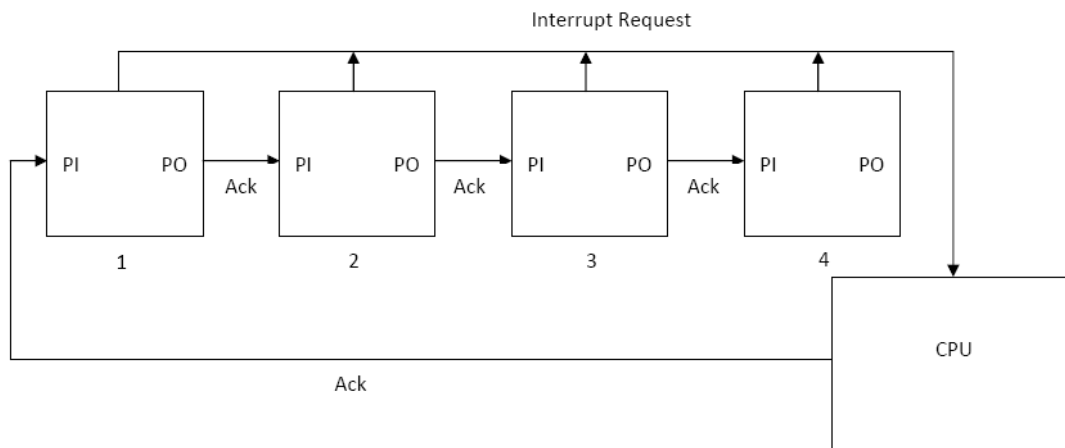 Interrupt Request
PI PO PI PO PI PO PI PO
Ack Ack Ack
1 2 3 4
CPU
Ack